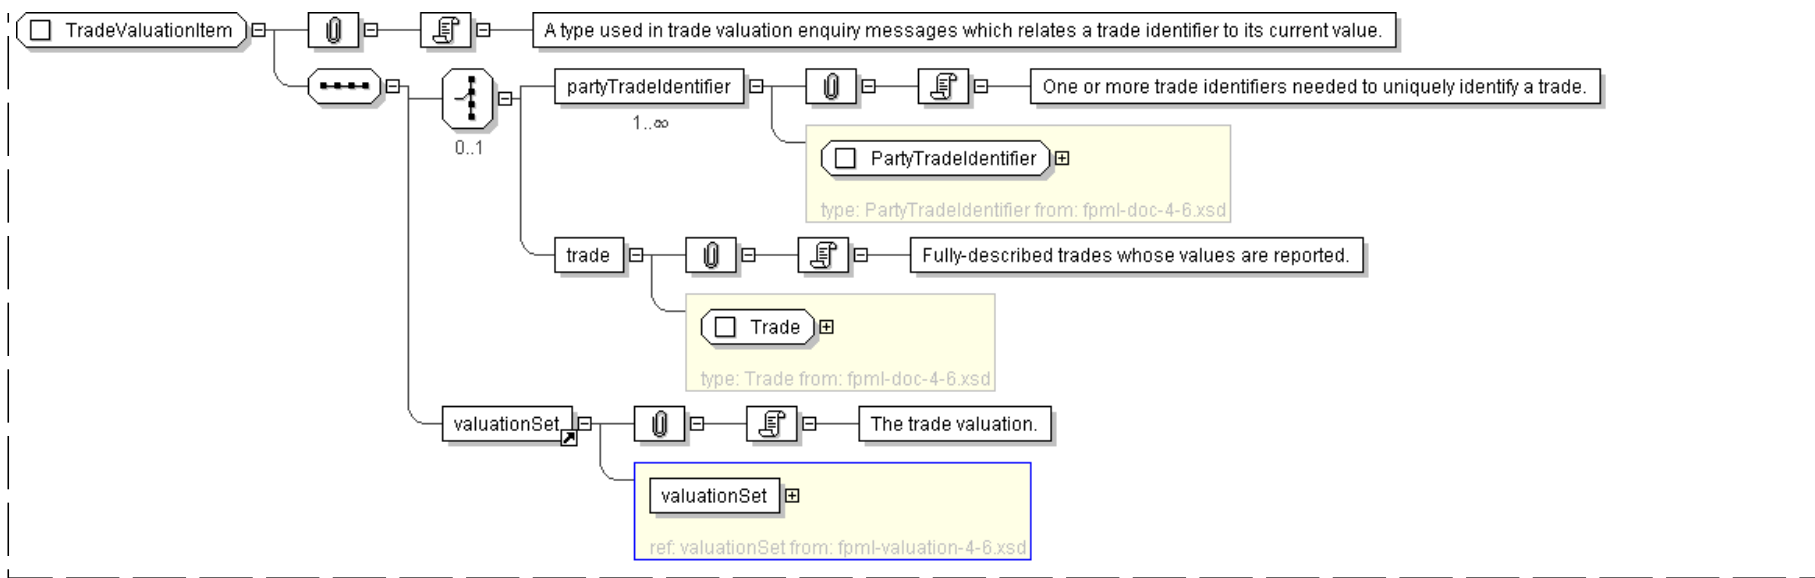 TradeValuationItem
A type used in trade valuation enquiry messages which relates a trade identifier to its current value.
partyTradeIdentifier
One or more trade identifiers needed to uniquely identify a trade.
1..∞
0..1
PartyTradeIdentifier
type: PartyTradeIdentifier from: fpml-doc-4-6.xsd
trade
Fully-described trades whose values are reported.
Trade
type: Trade from: fpml-doc-4-6.xsd
valuationSet
The trade valuation.
valuationSet
ref: valuationSet from: fpml-valuation-4-6.xsd